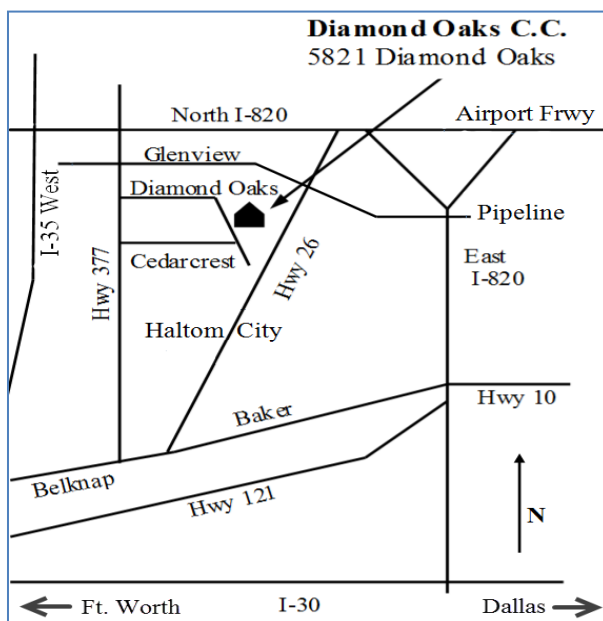 Diamond Oaks C.C.
5821 Diamond Oaks
North I-820
Airport Frwy
Glenview
I-35 West
Diamond Oaks
Pipeline
Hwy 377
Cedarcrest
Hwy 26
East
I-820
Haltom City
Baker
Hwy 10
Belknap
Hwy 121
N
Ft. Worth
I-30
Dallas